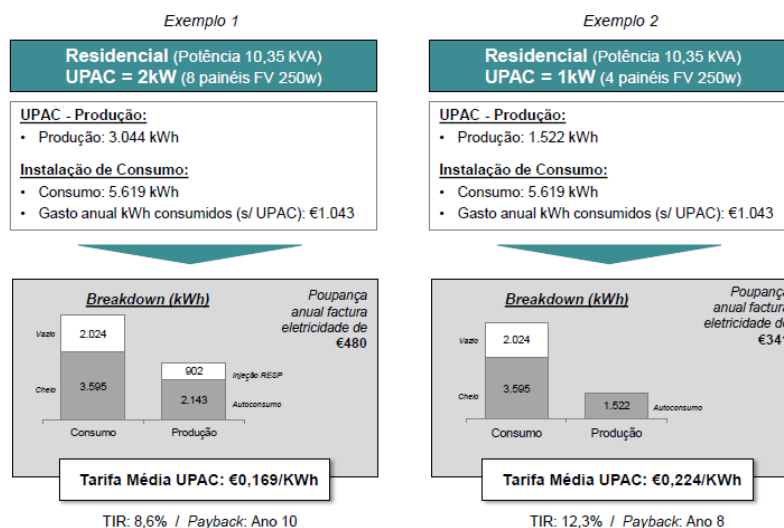 Exemplo 1
Residencial (Potência 10,35 kVA)
UPAC = 2kW (8 painéis FV 250w)
UPAC - Produção:
• Produção: 3.044 kWh
Instalação de Consumo:
• Consumo: 5.619 kWh
• Gasto anual kWh consumidos (s/ UPAC): €1.043
Breakdown (kWh)
Poupança
anual factura
eletricidade de
€480
Vazio
2.024
Cheio
3.595
902
Injeção RESP
2.143
Autoconsumo
Consumo
Produção
Tarifa Média UPAC: €0,169/KWh
TIR: 8,6% / Payback: Ano 10
Exemplo 2
Residencial (Potência 10,35 kVA)
UPAC = 1kW (4 painéis FV 250w)
UPAC - Produção:
• Produção: 1.522 kWh
Instalação de Consumo:
• Consumo: 5.619 kWh
• Gasto anual kWh consumidos (s/ UPAC): €1.043
Breakdown (kWh)
Poupança
anual factura
eletricidade de
Vazio
2.024
Cheio
3.595
1.522
Autoconsumo
Consumo
Produção
Tarifa Média UPAC: €0,224/KWh
TIR: 12,3% / Payback: Ano 8